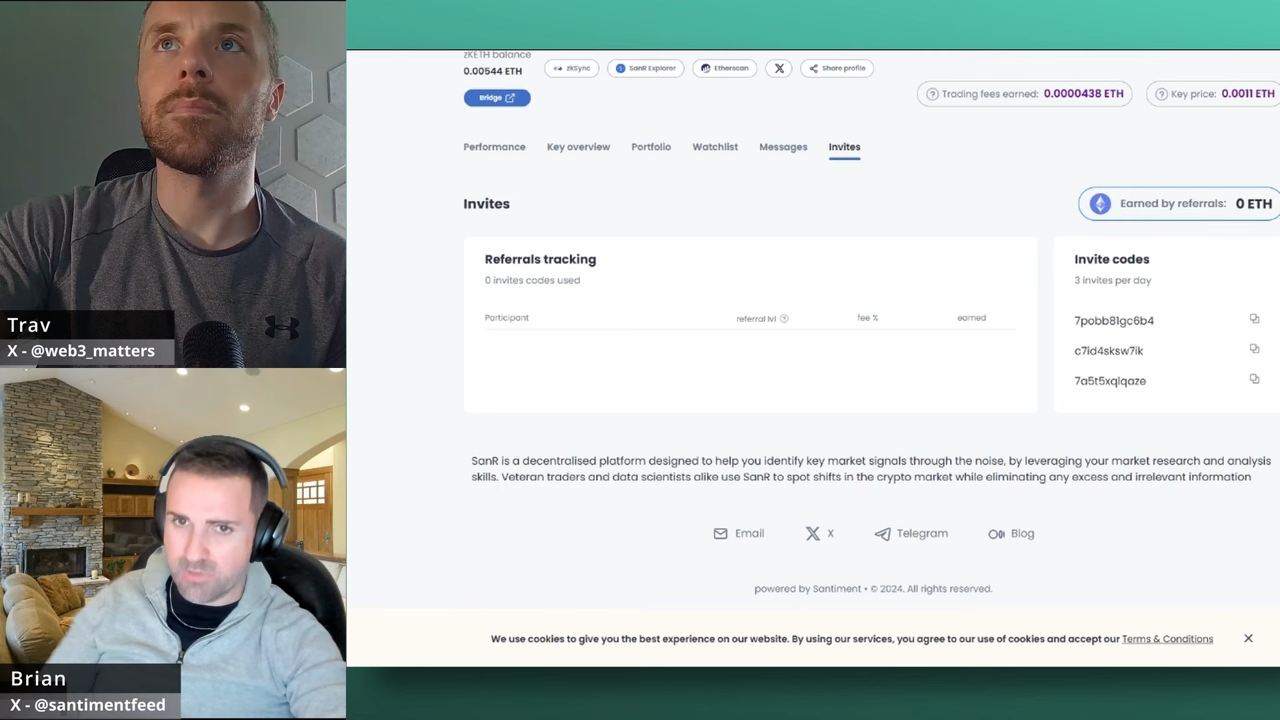 Trav
X - @web3_matters
Brian
X - @santimentfeed
zkETH balance
0.00544 ETH
zkSync
SanR Explorer
Etherscan
Share profile
Bridge
Trading fees earned: 0.0000438 ETH
Key price: 0.0011 ETH
Performance
Key overview
Portfolio
Watchlist
Messages
Invites
Invites
Earned by referrals: 0 ETH
Referrals tracking
0 invites codes used
Participant
referral lvl
fee %
earned
Invite codes
3 invites per day
7pobb81gc6b4
c7id4sksw7ik
7a5t5xqlqaze
SanR is a decentralised platform designed to help you identify key market signals through the noise, by leveraging your market research and analysis
skills. Veteran traders and data scientists alike use SanR to spot shifts in the crypto market while eliminating any excess and irrelevant information
Email
X
Telegram
Blog
powered by Santiment • © 2024. All rights reserved.
We use cookies to give you the best experience on our website. By using our services, you agree to our use of cookies and accept our Terms & Conditions